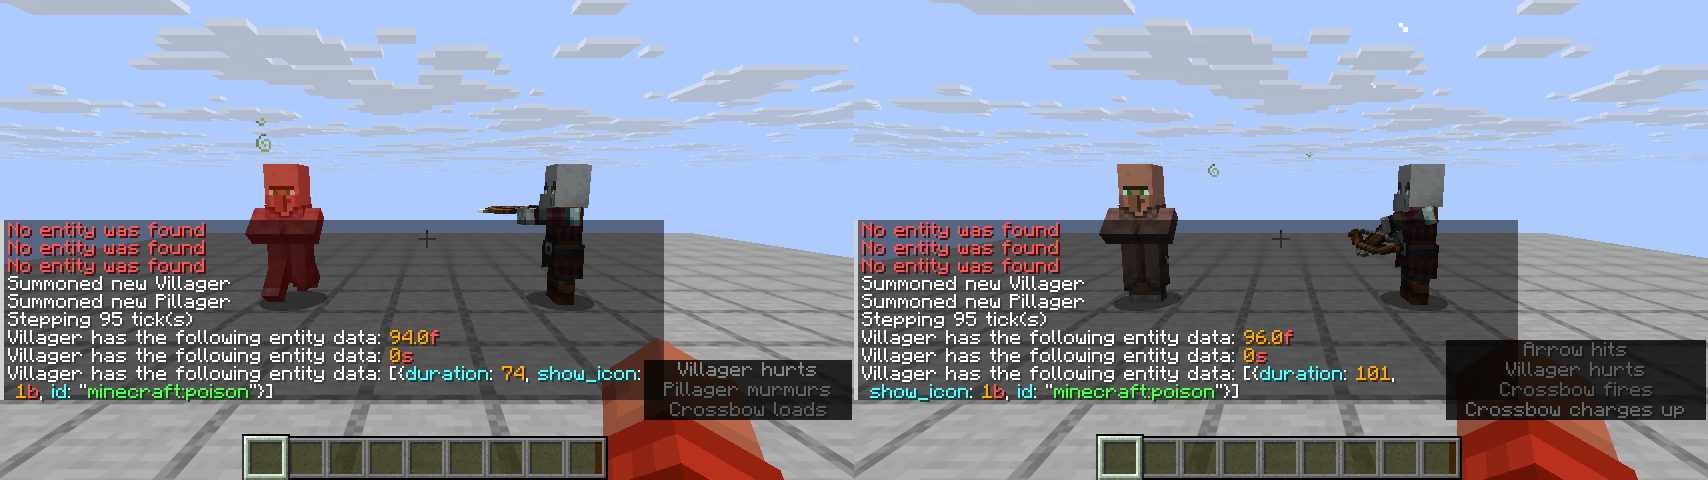 No entity was found
No entity was found
No entity was found
Summoned new Villager
Summoned new Pillager
Stepping 95 tick(s)
Villager has the following entity data: 94.0f
Villager has the following entity data: 0s
Villager has the following entity data: [{duration: 74, show_icon:
1b, id: "minecraft:poison"}]
Villager hurts
Pillager murmurs
Crossbow loads
No entity was found
No entity was found
No entity was found
Summoned new Villager
Summoned new Pillager
Stepping 95 tick(s)
Villager has the following entity data: 96.0f
Villager has the following entity data: 0s
Villager has the following entity data: [{duration: 101,
show_icon: 1b, id: "minecraft:poison"}]
Arrow hits
Villager hurts
Crossbow fires
Crossbow charges up